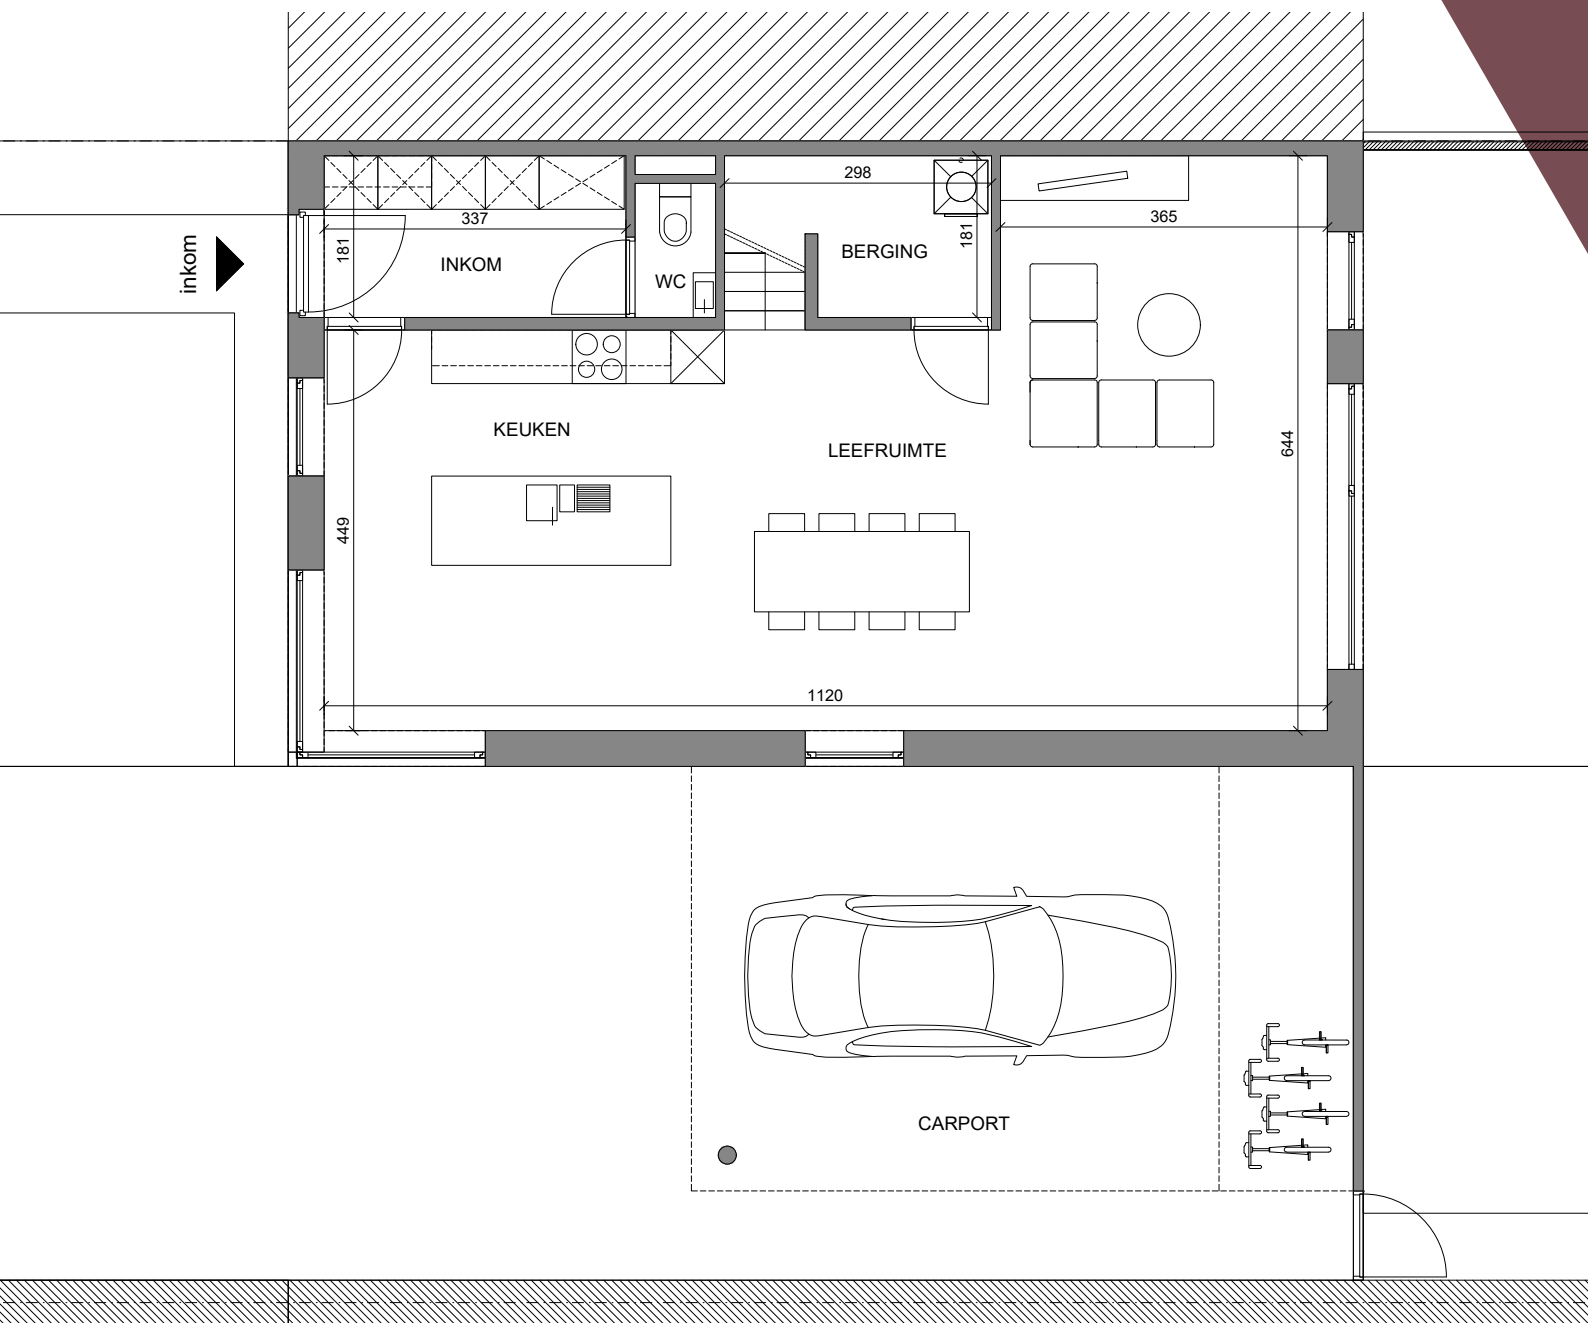 298
337
365
181
181
inkom
INKOM
WC
BERGING
KEUKEN
LEEFRUIMTE
644
449
1120
CARPORT